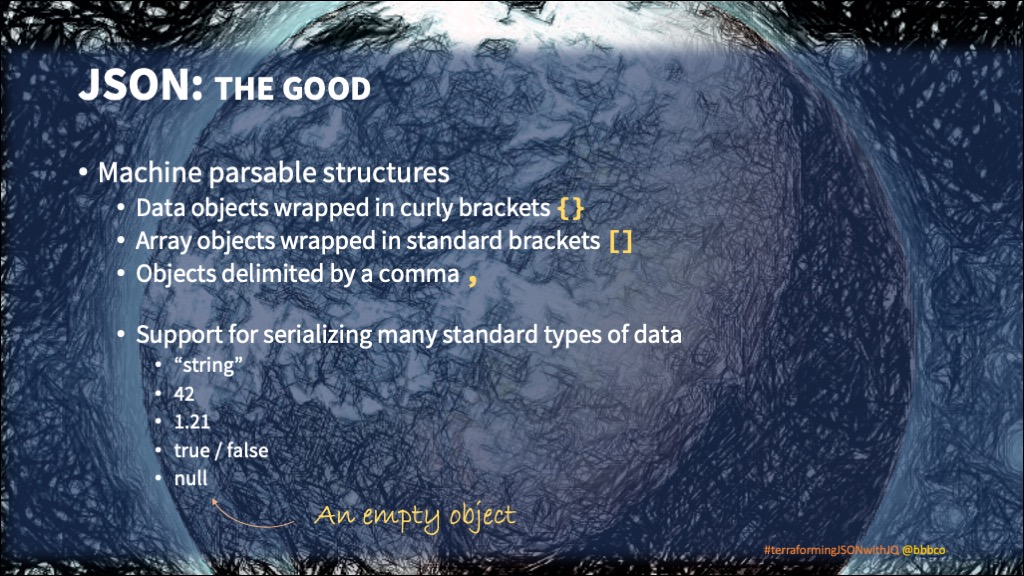 JSON: THE GOOD
• Machine parsable structures
• Data objects wrapped in curly brackets {}
• Array objects wrapped in standard brackets []
• Objects delimited by a comma ,
• Support for serializing many standard types of data
• “string”
• 42
• 1.21
• true / false
• null
An empty object
#terraformingJSONwithJQ @bbbco